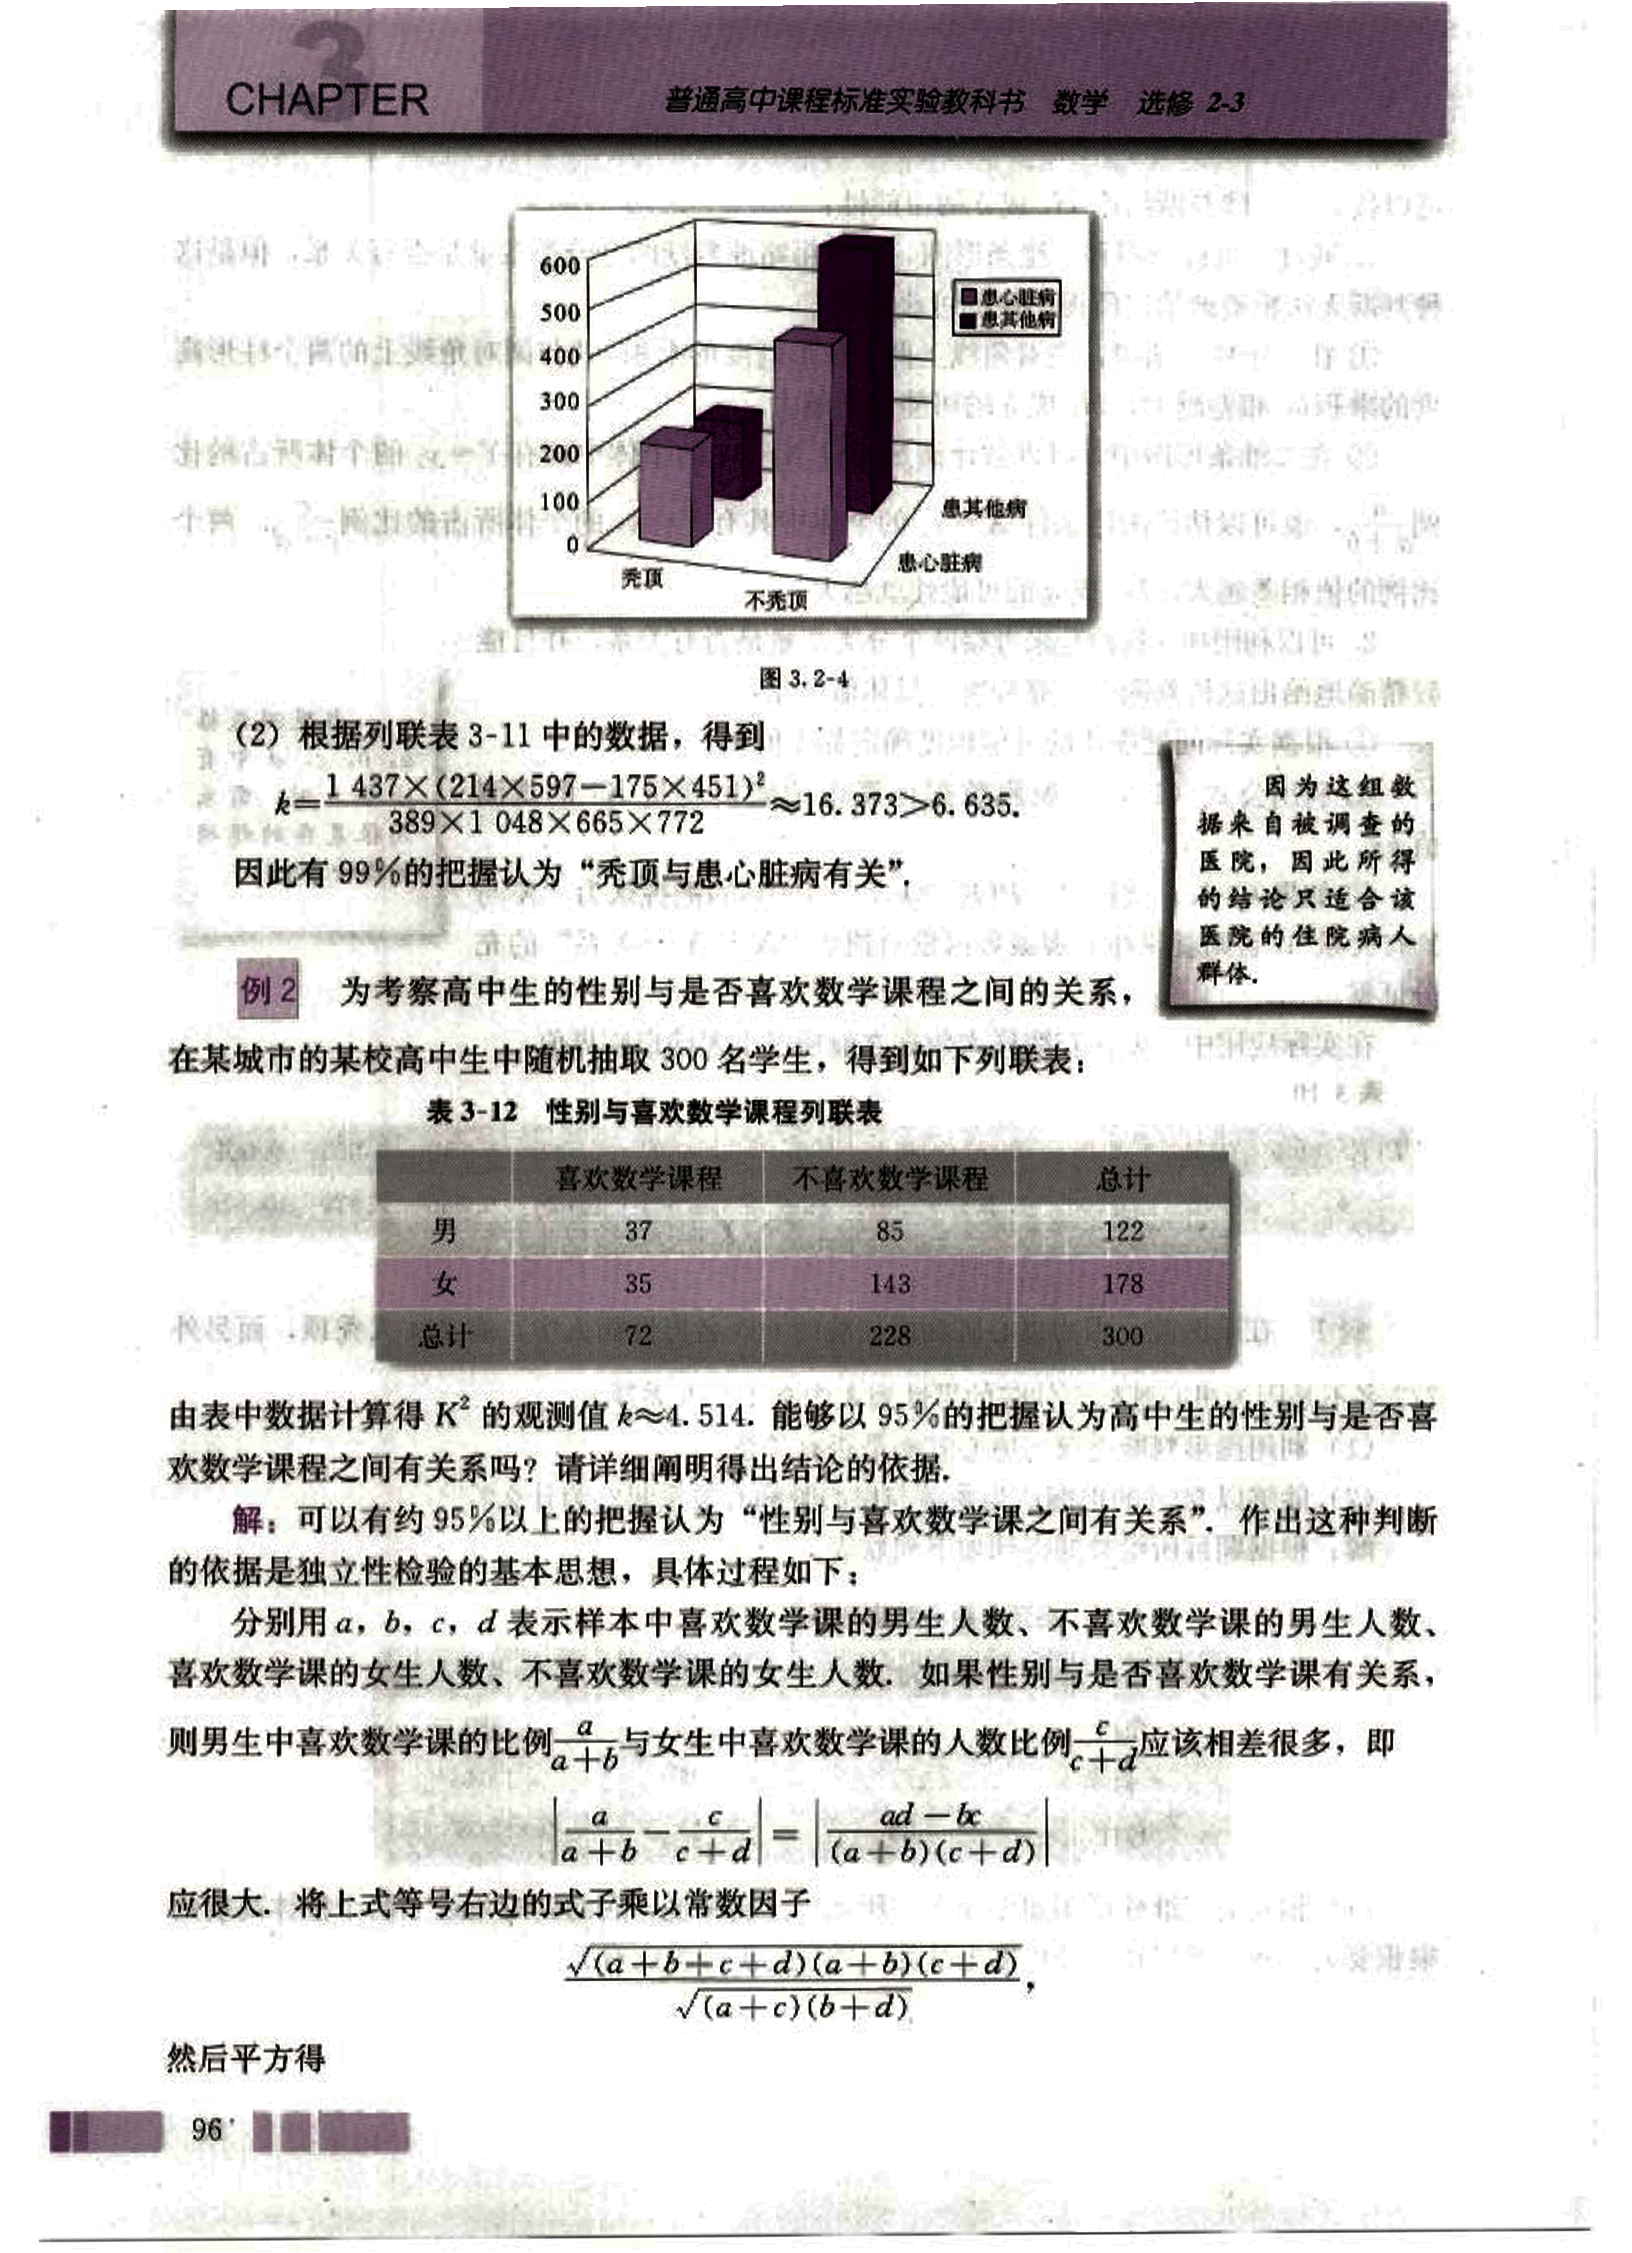 3
CHAPTER
普通高中课程标准实验教科书 数学 选修 2-3
600
500
400
300
200
100
0
患心脏病
患其他病
患其他病
患心脏病
秃顶
不秃顶
图 3.2-4
(2) 根据列联表 3-11 中的数据，得到
k=\frac{1 437×(214×597-175×451)²}{389×1 048×665×772}≈16.373>6.635.
因此有 99%的把握认为“秃顶与患心脏病有关”.
因为这组数
据来自被调查的
医院，因此所得
的结论只适合该
医院的住院病人
群体.
例 2 为考察高中生的性别与是否喜欢数学课程之间的关系，
在某城市的某校高中生中随机抽取 300 名学生，得到如下列联表：
表 3-12 性别与喜欢数学课程列联表
喜欢数学课程 不喜欢数学课程 总计
男 37 85 122
女 35 143 178
总计 72 228 300
由表中数据计算得 K² 的观测值 k≈4.514. 能够以 95%的把握认为高中生的性别与是否喜
欢数学课程之间有关系吗？请详细阐明得出结论的依据.
解：可以有约 95%以上的把握认为“性别与喜欢数学课之间有关系”. 作出这种判断
的依据是独立性检验的基本思想，具体过程如下：
分别用 a，b，c，d 表示样本中喜欢数学课的男生人数、不喜欢数学课的男生人数、
喜欢数学课的女生人数、不喜欢数学课的女生人数. 如果性别与是否喜欢数学课有关系，
则男生中喜欢数学课的比例\frac{a}{a+b}与女生中喜欢数学课的人数比例\frac{c}{c+d}应该相差很多，即
|\frac{a}{a+b}-\frac{c}{c+d}|=|\frac{ad-bc}{(a+b)(c+d)}|
应很大. 将上式等号右边的式子乘以常数因子
\frac{√(a+b+c+d)(a+b)(c+d)}{√(a+c)(b+d)}，
然后平方得
96